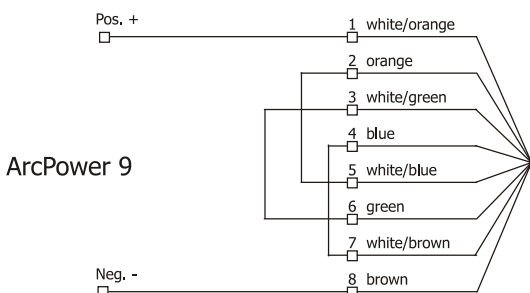 Pos. +
1 white/orange
2 orange
3 white/green
4 blue
ArcPower 9
5 white/blue
6 green
7 white/brown
Neg. -
8 brown